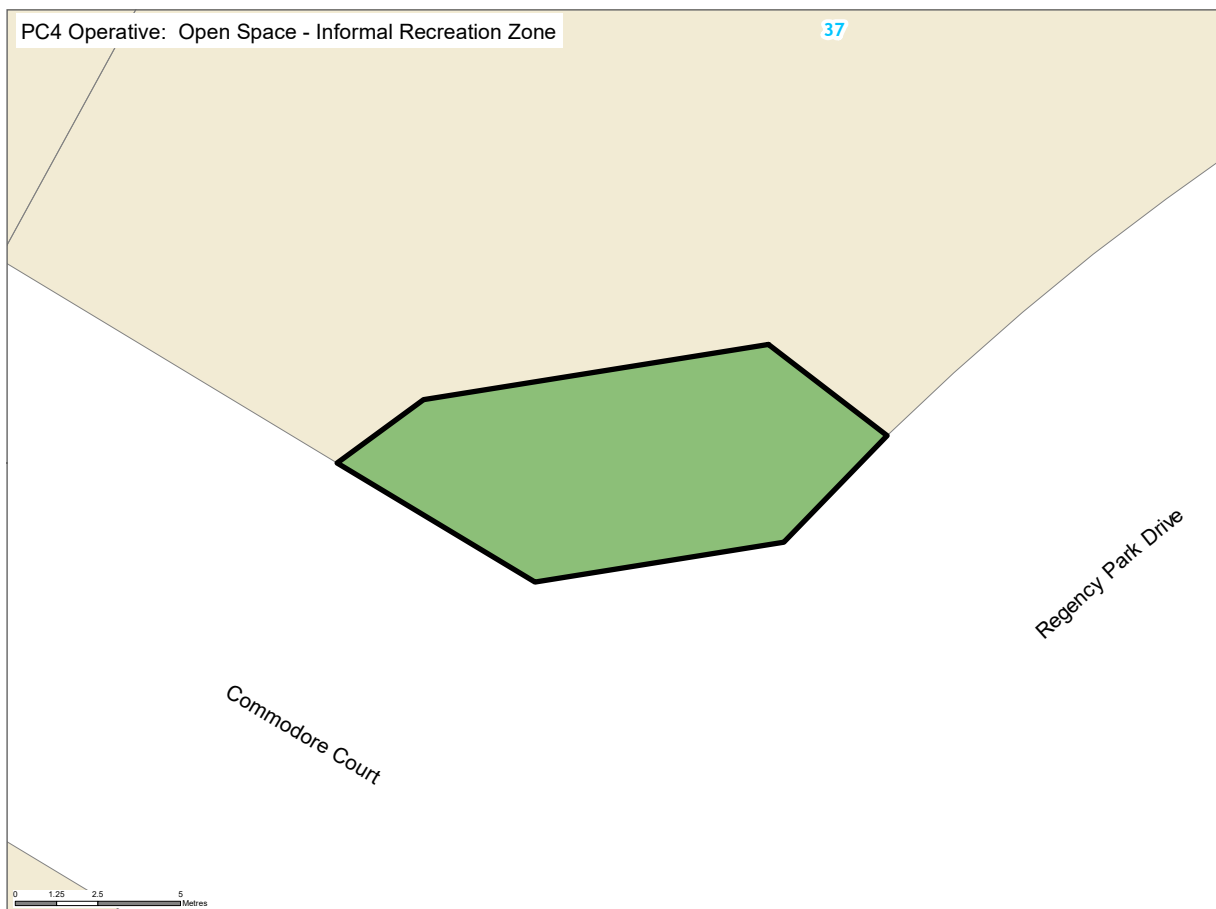 PC4 Operative: Open Space - Informal Recreation Zone
37
Regency Park Drive
Commodore Court
0 1.25 2.5 5
Metres